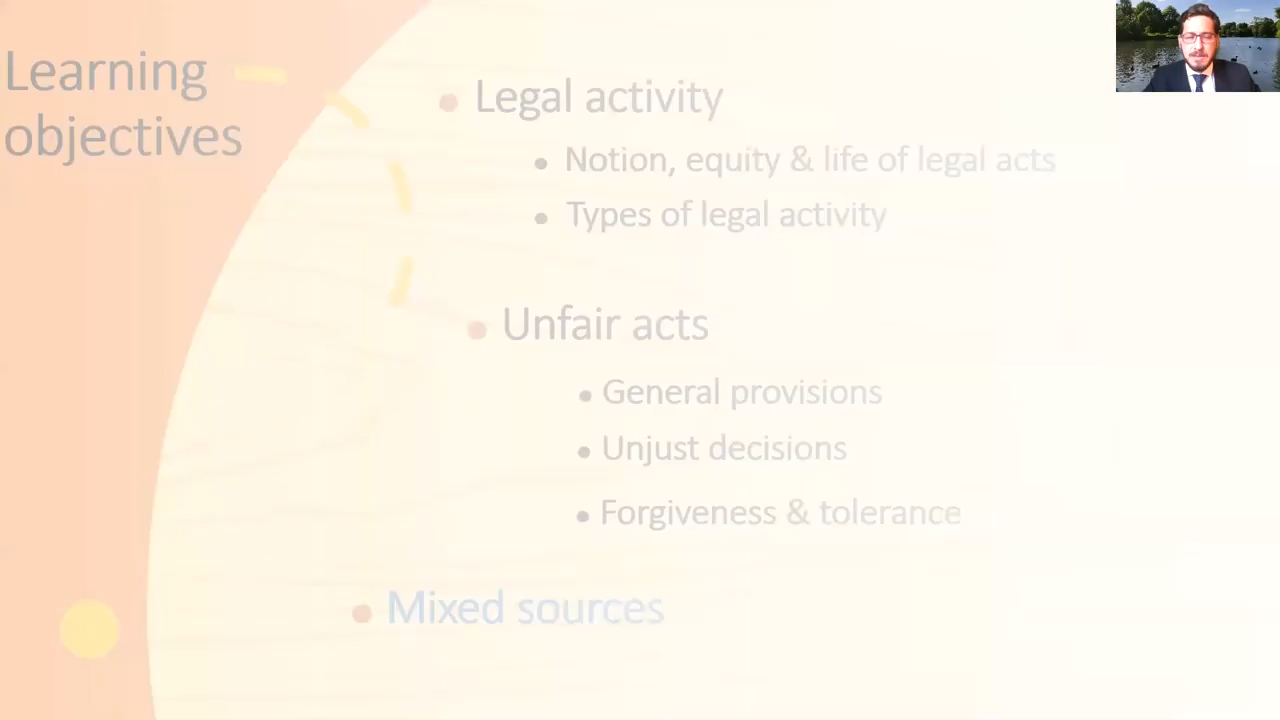 Learning
objectives
• Legal activity
• Notion, equity & life of legal acts
• Types of legal activity
• Unfair acts
• General provisions
• Unjust decisions
• Forgiveness & tolerance
• Mixed sources